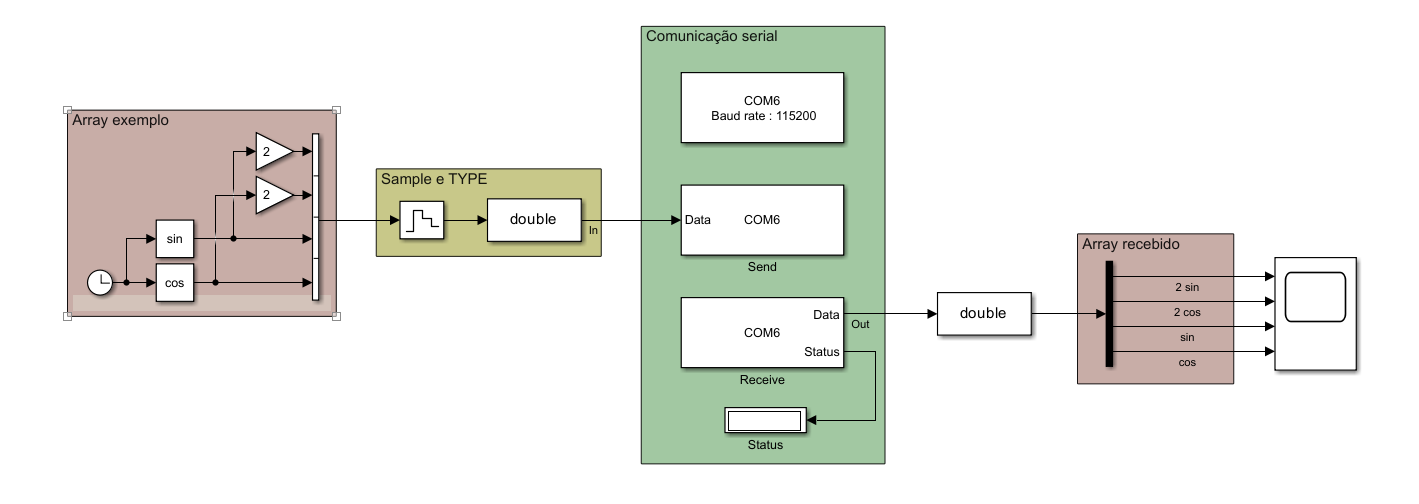 Array exemplo
2
2
sin
cos
Sample e TYPE
double
In
Comunicação serial
COM6
Baud rate : 115200
Data
COM6
Send
COM6
Data
Status
Receive
Out
Status
double
Array recebido
2 sin
2 cos
sin
cos